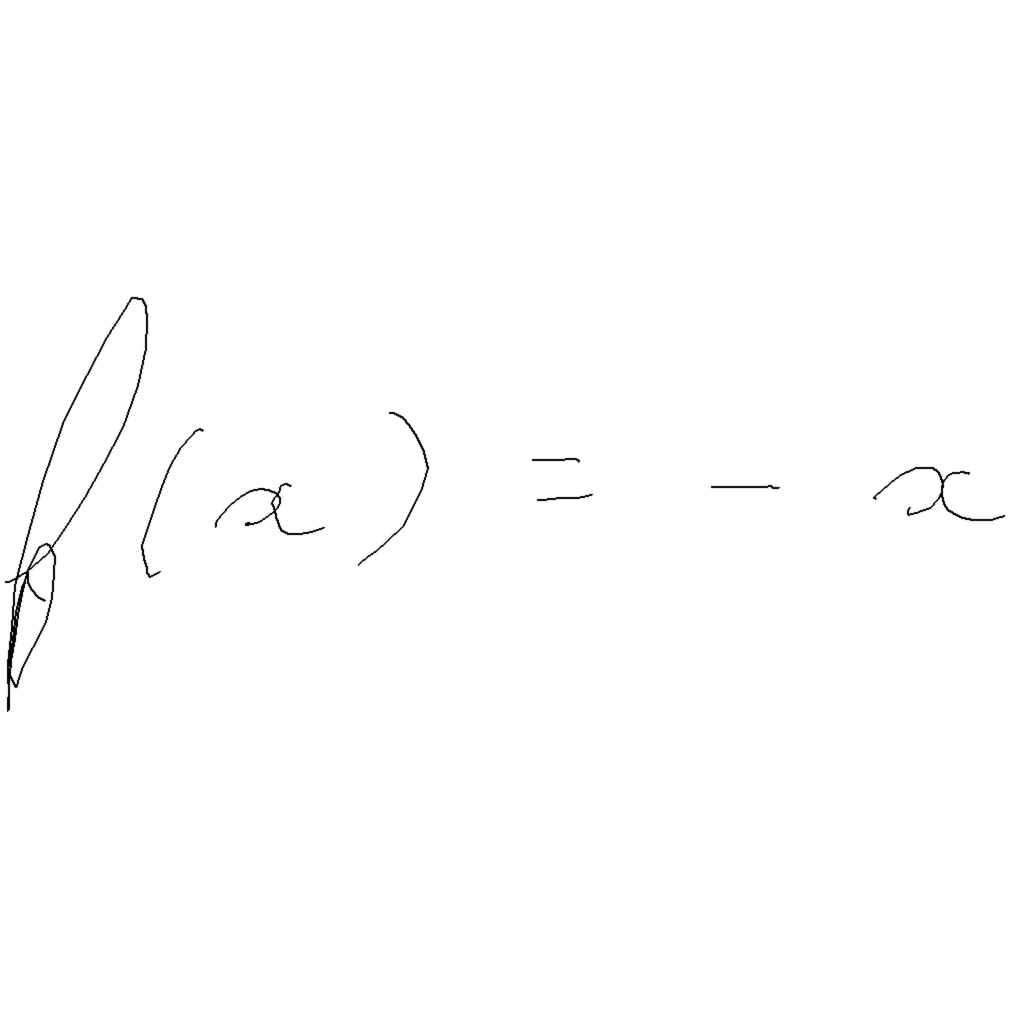 f(x) = - x